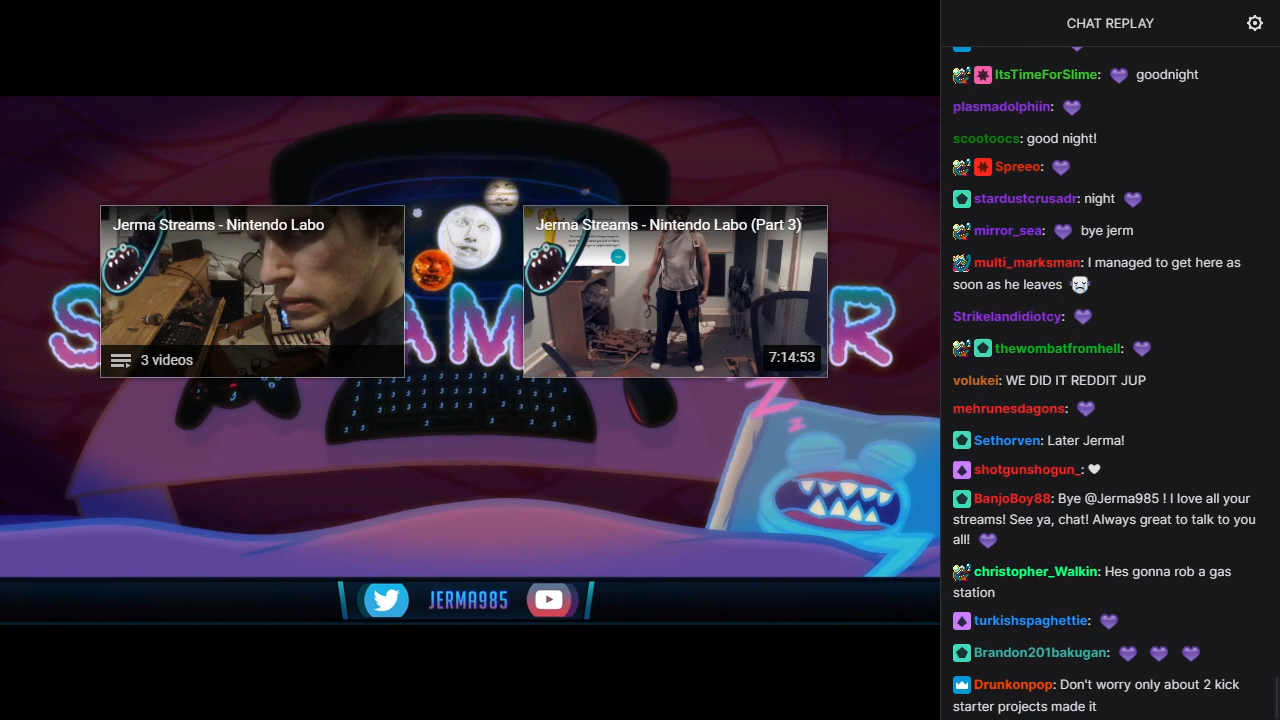 CHAT REPLAY
ItsTimeForSlime: goodnight
plasmadolphiin:
scootoocs: good night!
Spreeo:
stardustcrusadr: night
mirror_sea: bye jerm
multi_marksman: I managed to get here as
soon as he leaves
Strikelandidiotcy:
thewombatfromhell:
volukei: WE DID IT REDDIT JUP
mehrunesdagons:
Sethorven: Later Jerma!
shotgunshogun_:
BanjoBoy88: Bye @Jerma985 ! I love all your
streams! See ya, chat! Always great to talk to you
all!
christopher_Walkin: Hes gonna rob a gas
station
turkishspaghettie:
Brandon201bakugan:
Drunkonpop: Don't worry only about 2 kick
starter projects made it
Jerma Streams - Nintendo Labo
3 videos
Jerma Streams - Nintendo Labo (Part 3)
7:14:53
S AM R
Z
z
JERMA985